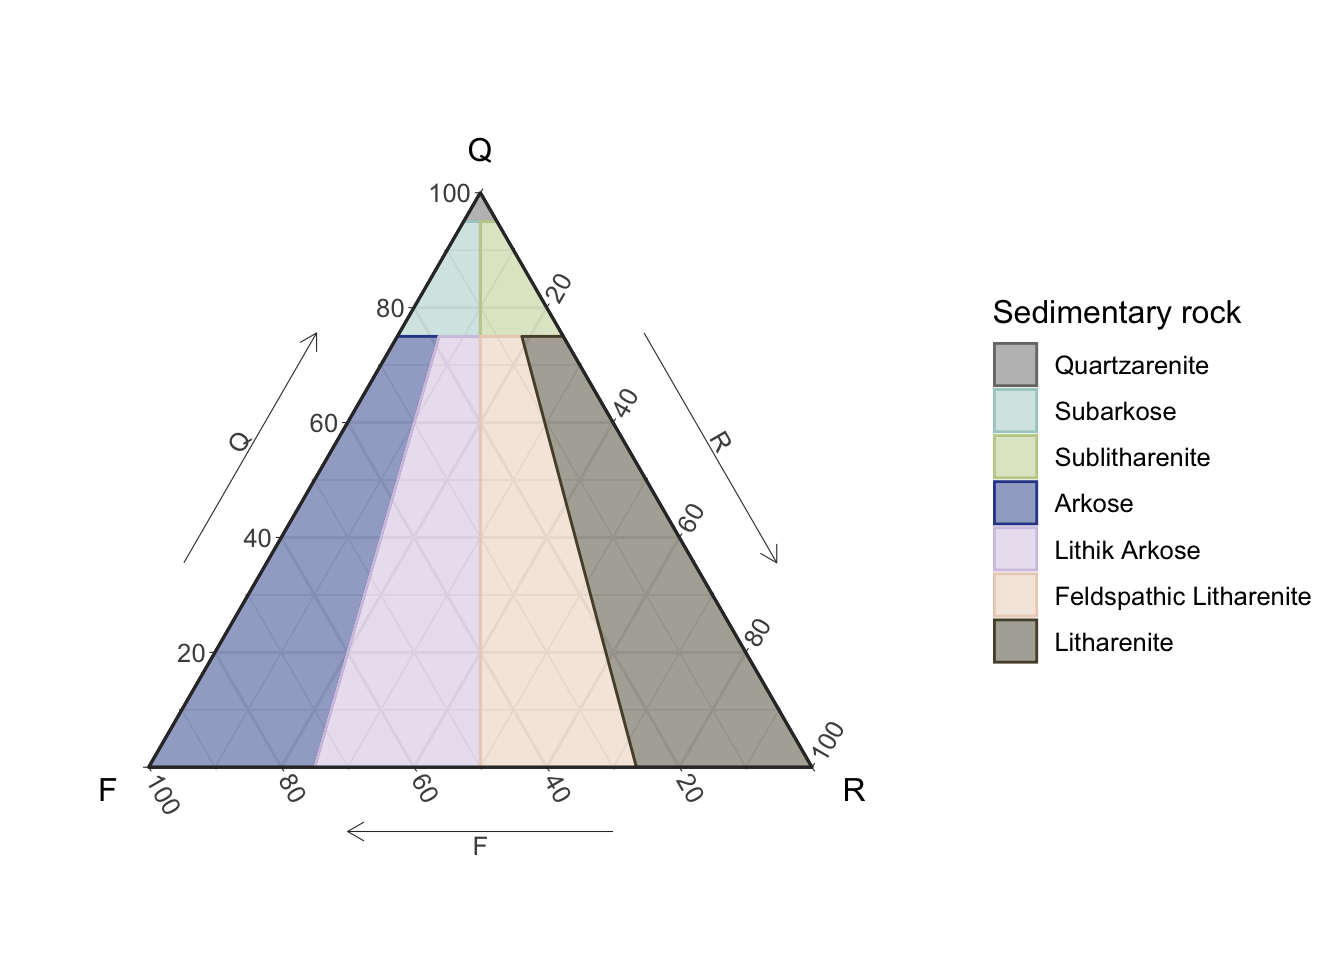 Q
100
80
60
40
20
Q
20
40
60
80
100
R
F
R
100
80
60
40
20
F
Sedimentary rock
Quartzarenite
Subarkose
Sublitharenite
Arkose
Lithik Arkose
Feldspathic Litharenite
Litharenite